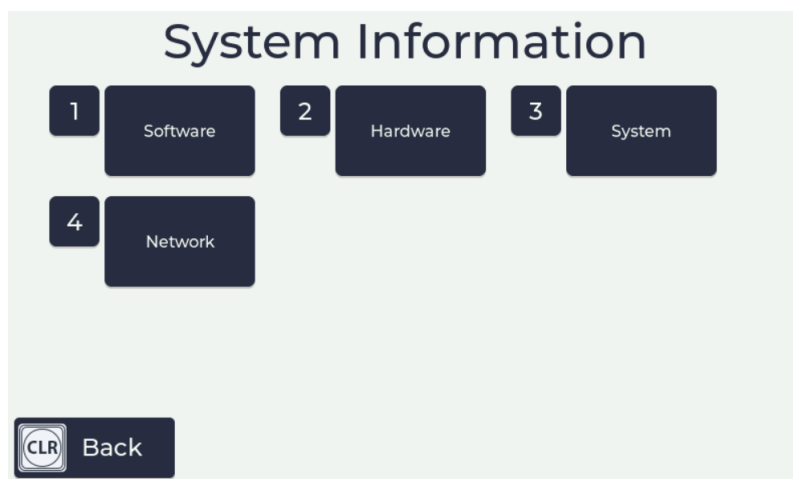 System Information
1 Software 2 Hardware 3 System
4 Network
CLR Back